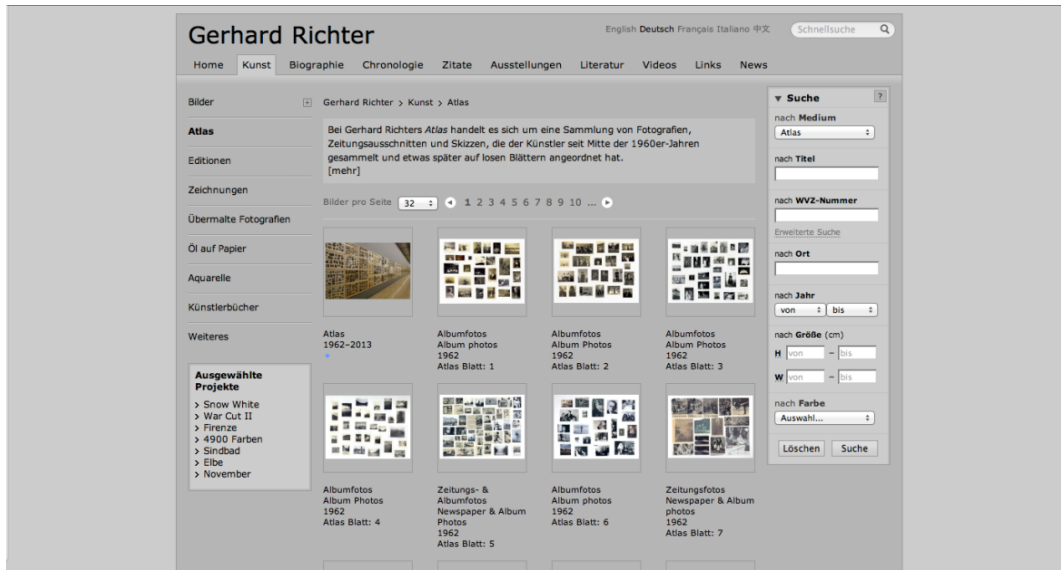 Gerhard Richter
English Deutsch Français Italiano 中文
Schnellsuche
Home Kunst Biographie Chronologie Zitate Ausstellungen Literatur Videos Links News
Bilder
Atlas
Editionen
Zeichnungen
Übermalte Fotografien
Öl auf Papier
Aquarelle
Künstlerbücher
Weiteres
Ausgewählte
Projekte
> Snow White
> War Cut II
> Firenze
> 4900 Farben
> Sindbad
> Elbe
> November
Gerhard Richter > Kunst > Atlas
Bei Gerhard Richters Atlas handelt es sich um eine Sammlung von Fotografien,
Zeitungsausschnitten und Skizzen, die der Künstler seit Mitte der 1960er-Jahren
gesammelt und etwas später auf losen Blättern angeordnet hat.
[mehr]
Bilder pro Seite 32 1 2 3 4 5 6 7 8 9 10 ...
Atlas
1962–2013
Albumfotos
Album photos
1962
Atlas Blatt: 1
Albumfotos
Album Photos
1962
Atlas Blatt: 2
Albumfotos
Album Photos
1962
Atlas Blatt: 3
Albumfotos
Album Photos
1962
Atlas Blatt: 4
Zeitungs- &
Albumfotos
Newspaper & Album
Photos
1962
Atlas Blatt: 5
Albumfotos
Album photos
1962
Atlas Blatt: 6
Zeitungsfotos
Newspaper & Album
photos
1962
Atlas Blatt: 7
▼ Suche ?
nach Medium
Atlas
nach Titel
nach WVZ-Nummer
Erweiterte Suche
nach Ort
nach Jahr
von bis
nach Größe (cm)
H von – bis
W von – bis
nach Farbe
Auswahl...
Löschen Suche